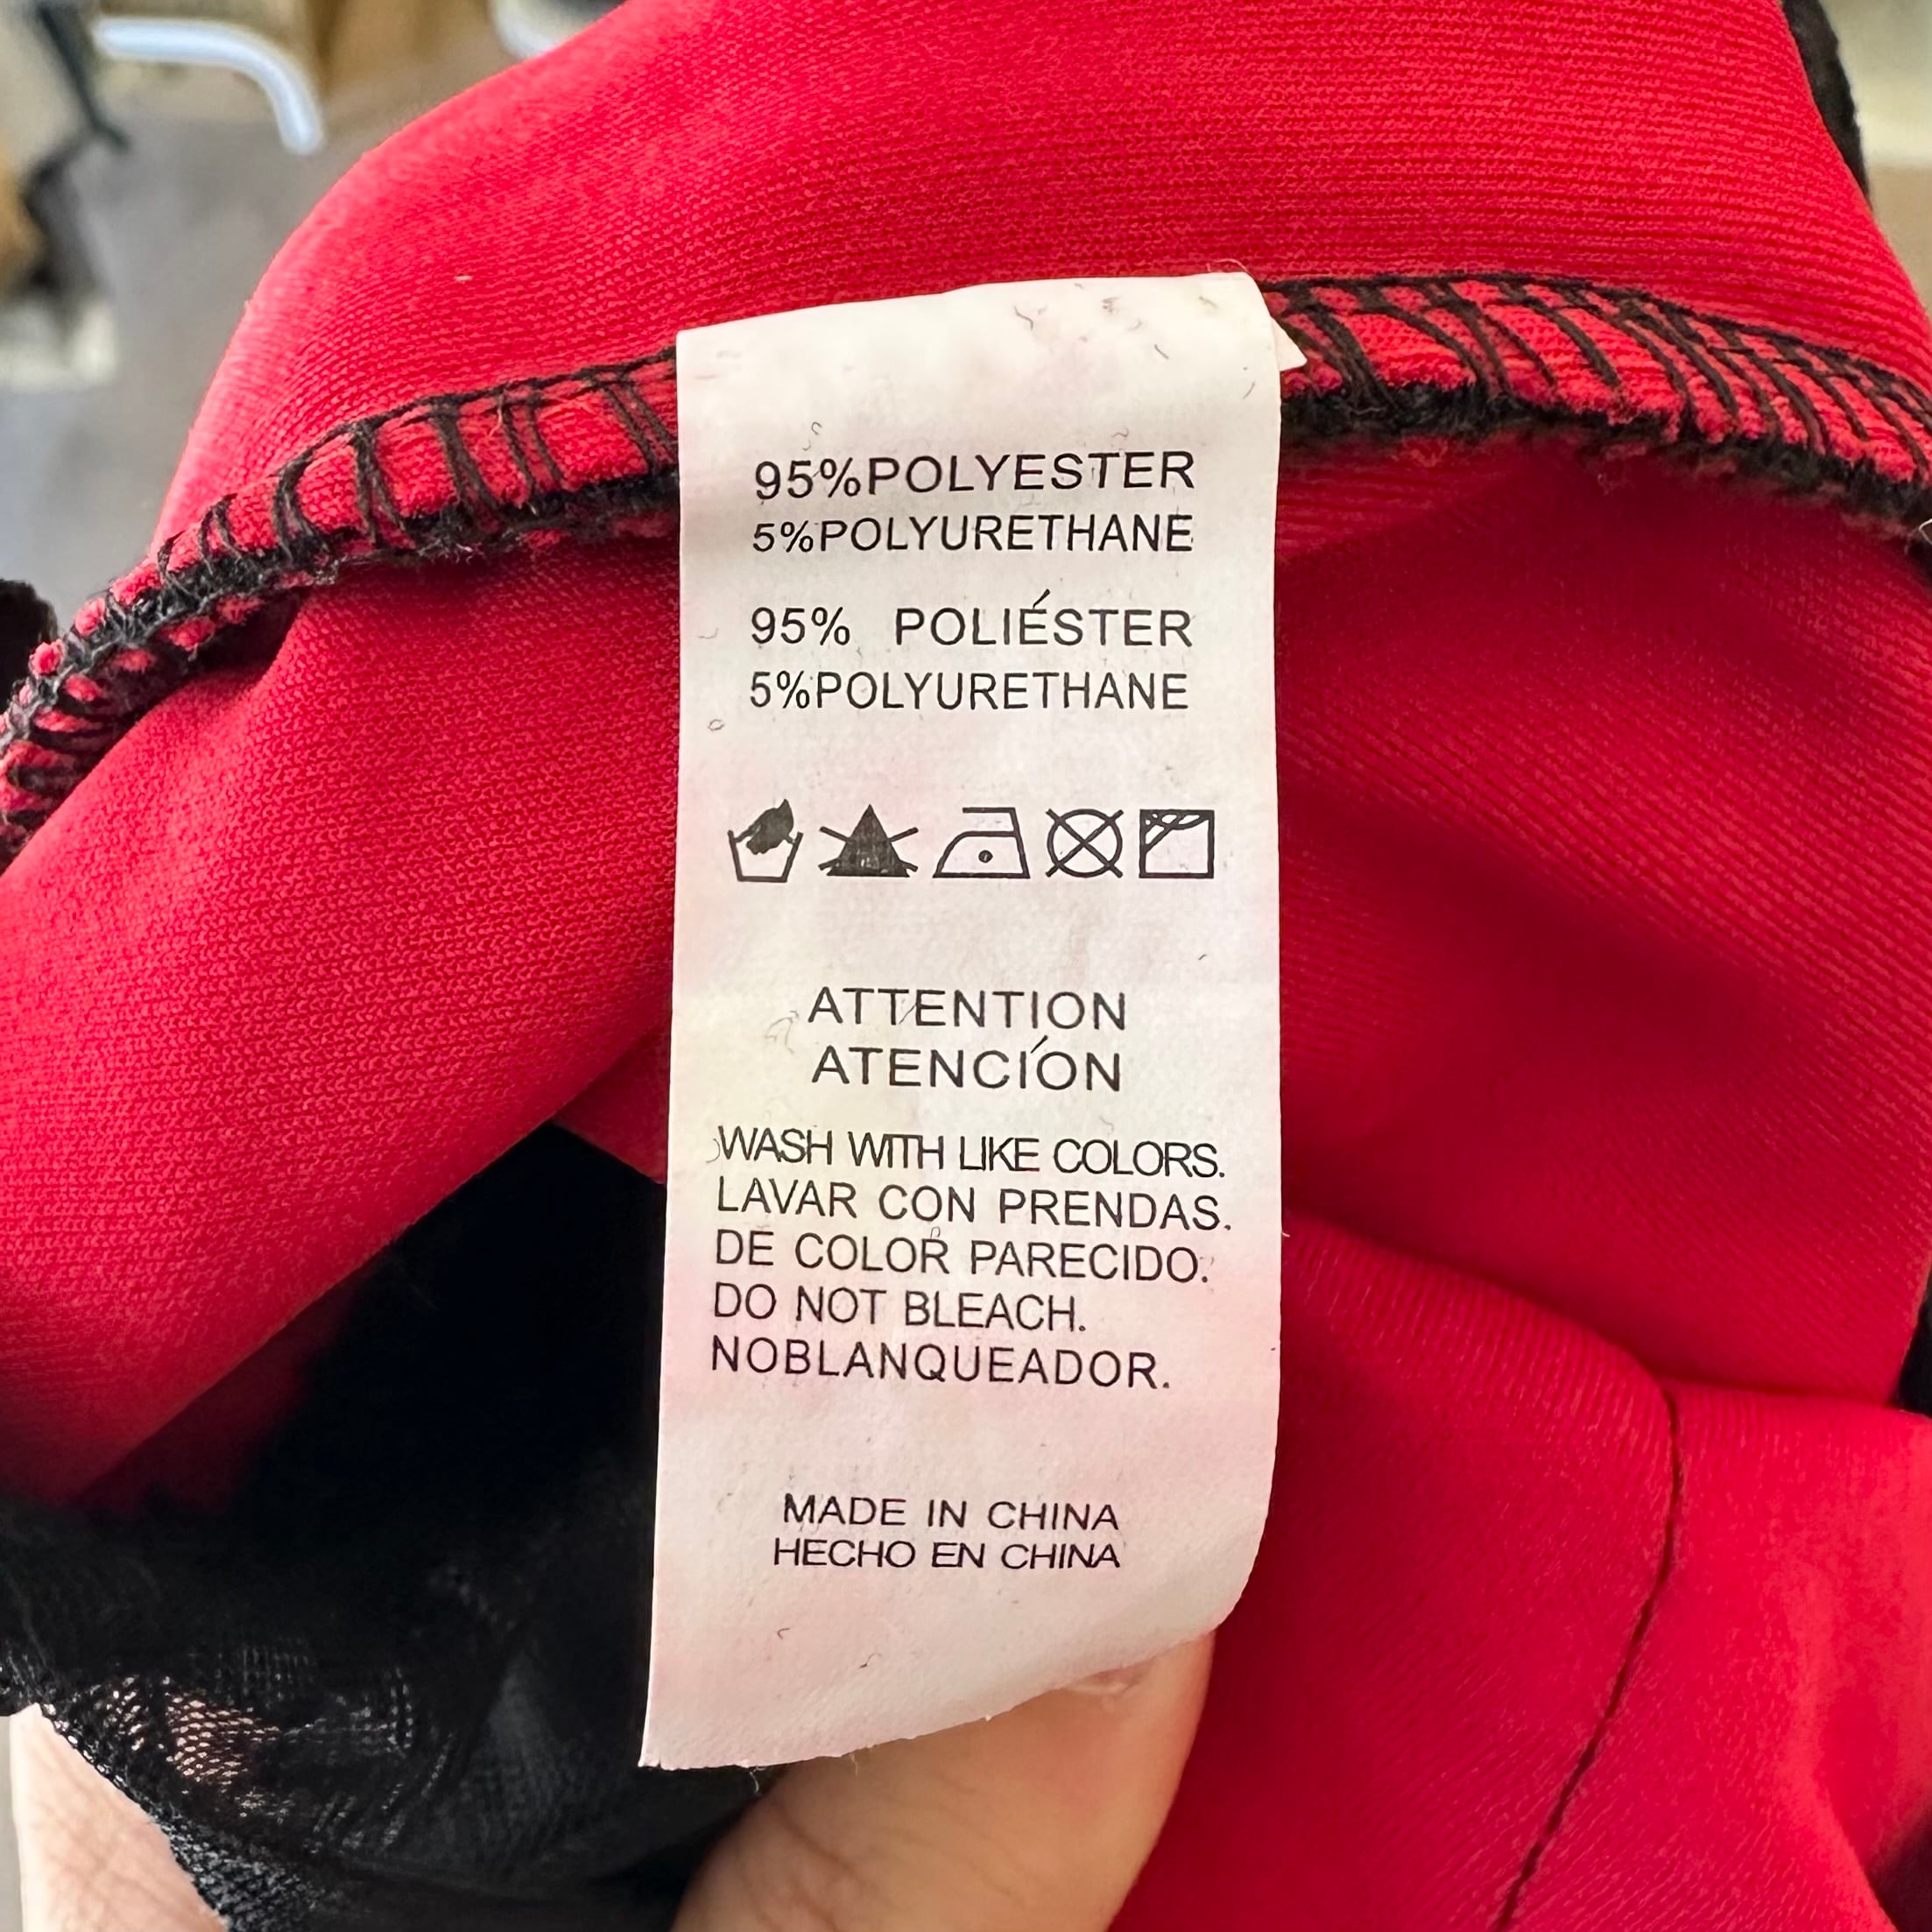 95%POLYESTER
5%POLYURETHANE
95% POLIÉSTER
5%POLYURETHANE
ATTENTION
ATENCIÓN
WASH WITH LIKE COLORS.
LAVAR CON PRENDAS.
DE COLOR PARECIDO.
DO NOT BLEACH.
NOBLANQUEADOR.
MADE IN CHINA
HECHO EN CHINA